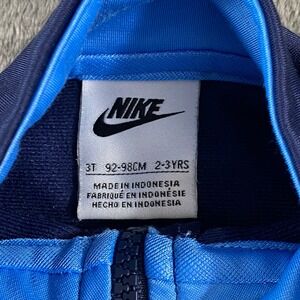 NIKE
3T 92-98CM 2-3YRS
MADE IN INDONESIA
FABRIQUÉ EN INDONÉSIE
HECHO EN INDONESIA